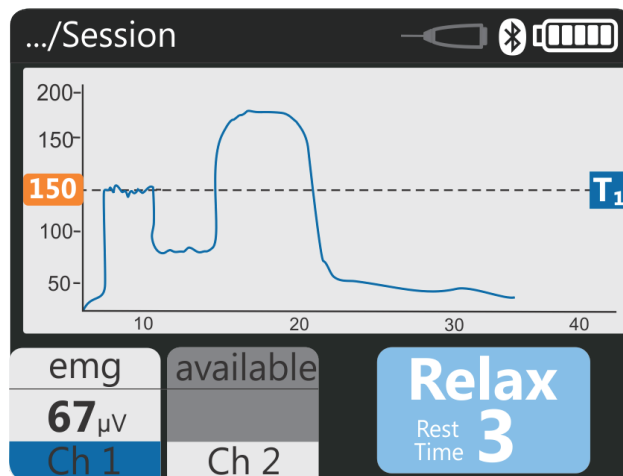 .../Session
200
150
150
T1
100
50
10 20 30 40
emg
67µV
Ch 1
available
Ch 2
Relax
Rest Time 3